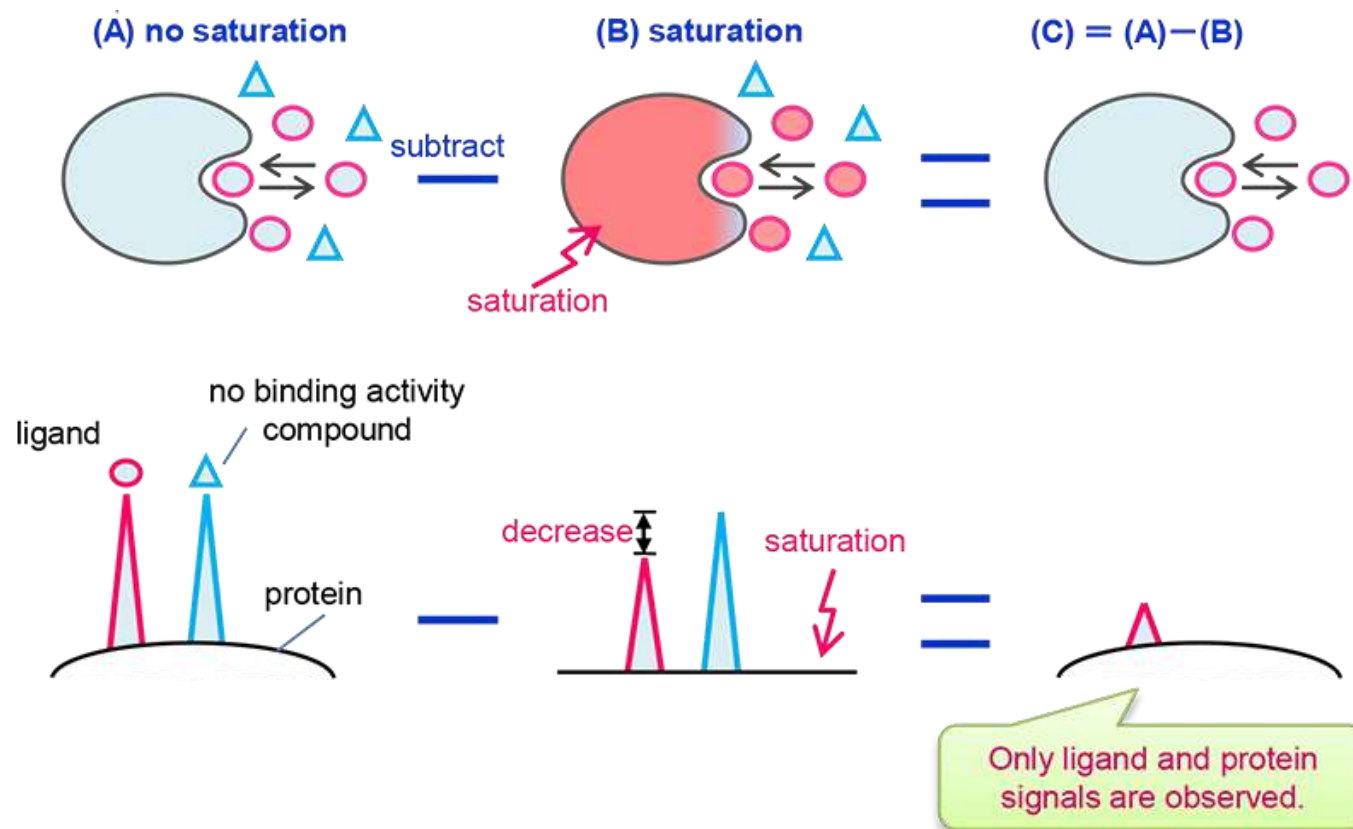 (A) no saturation
(B) saturation
(C) = (A)−(B)
subtract
saturation
no binding activity
compound
ligand
protein
decrease
saturation
Only ligand and protein
signals are observed.